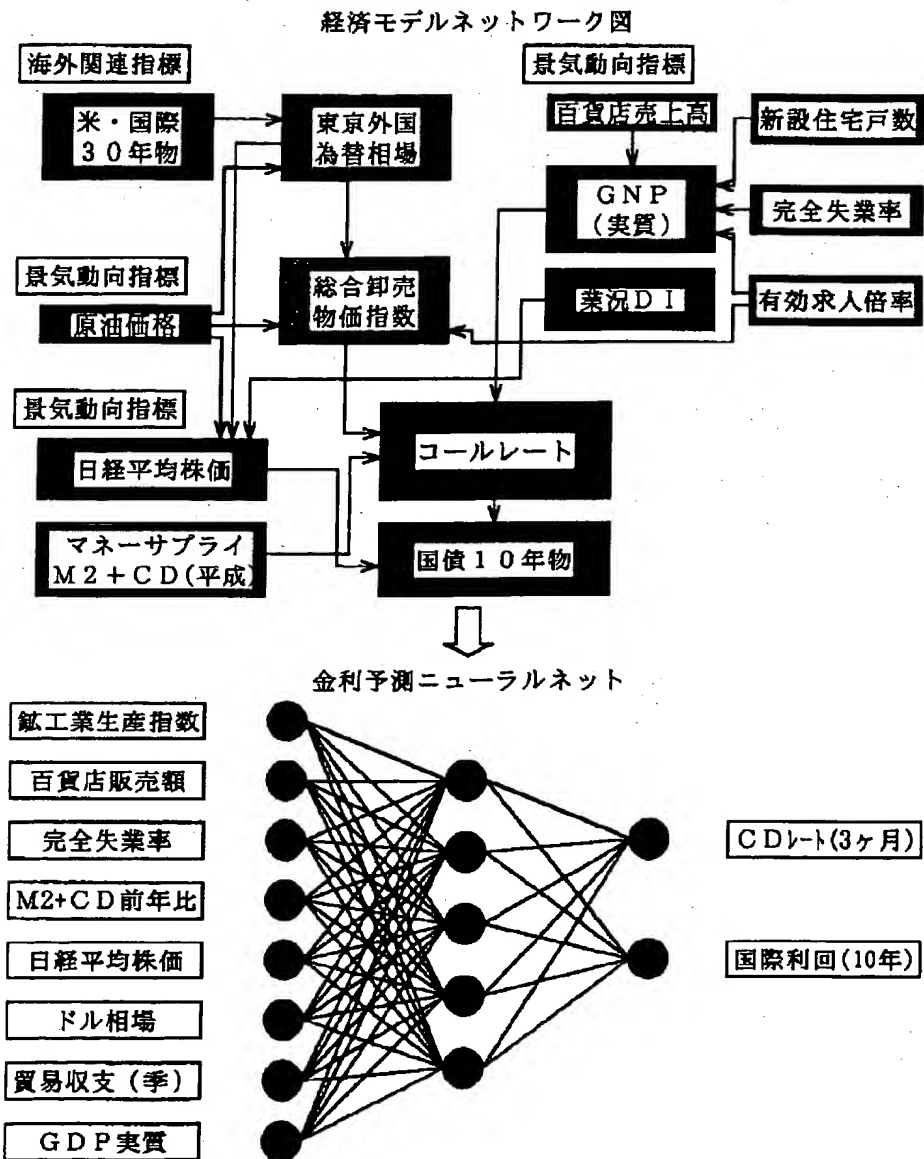 経済モデルネットワーク図
海外関連指標
米・国際
30年物
東京外国
為替相場
景気動向指標
百貨店売上高
新設住宅戸数
GNP
(実質)
完全失業率
景気動向指標
原油価格
総合卸売
物価指数
業況DI
有効求人倍率
景気動向指標
日経平均株価
コールレート
マネーサプライ
M2+CD(平成)
国債10年物
金利予測ニューラルネット
鉱工業生産指数
百貨店販売額
完全失業率
M2+CD前年比
日経平均株価
ドル相場
貿易収支(季)
GDP実質
CDレート(3ヶ月)
国際利回(10年)